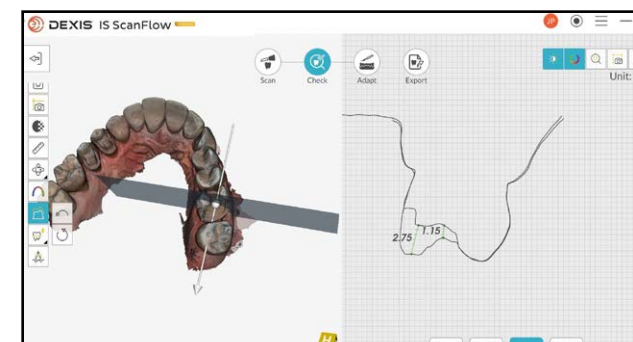 DEXIS IS ScanFlow
JP
Scan
Check
Adapt
Export
Unit:
2.75
1.15
H